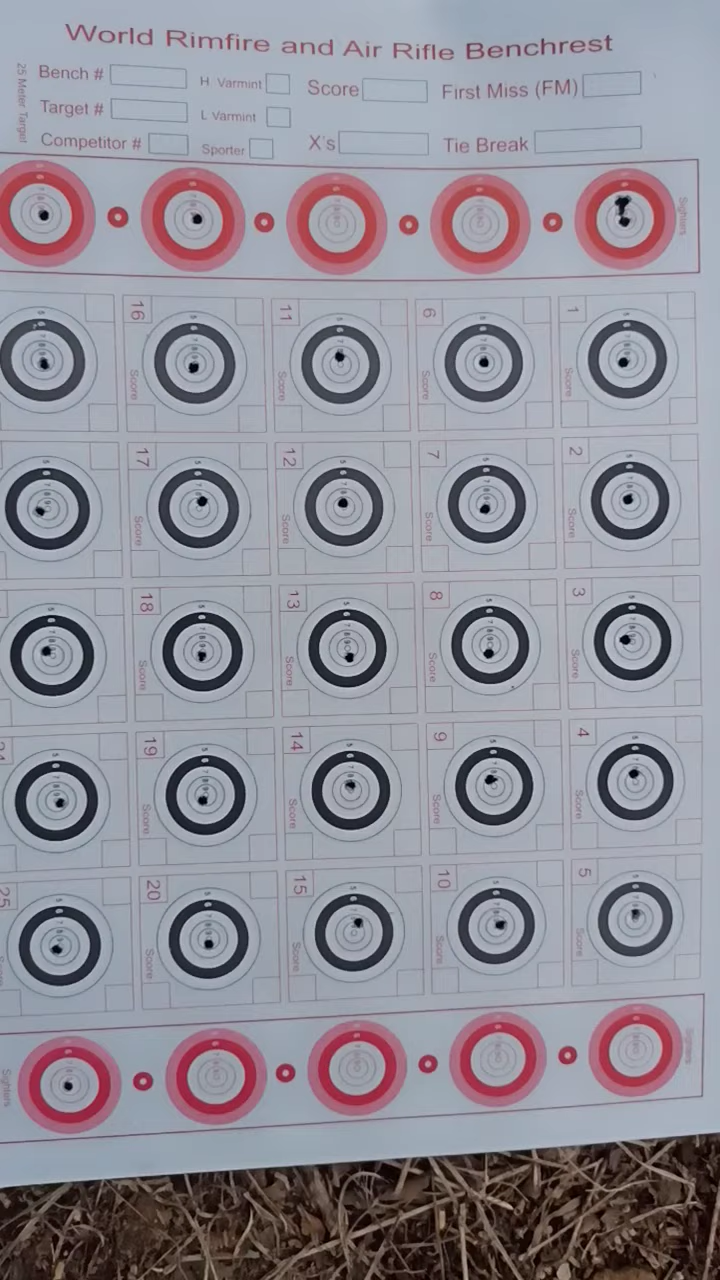 World Rimfire and Air Rifle Benchrest
25 Meter Target
Bench #
H Varmint
Score
First Miss (FM)
Target #
L Varmint
Competitor #
Sporter
X's
Tie Break
Sighters
16
Score
11
Score
6
Score
1
Score
17
Score
12
Score
7
Score
2
Score
18
Score
13
Score
8
Score
3
Score
19
Score
14
Score
9
Score
4
Score
25
20
Score
15
Score
10
Score
5
Score
Sighters
Sighters